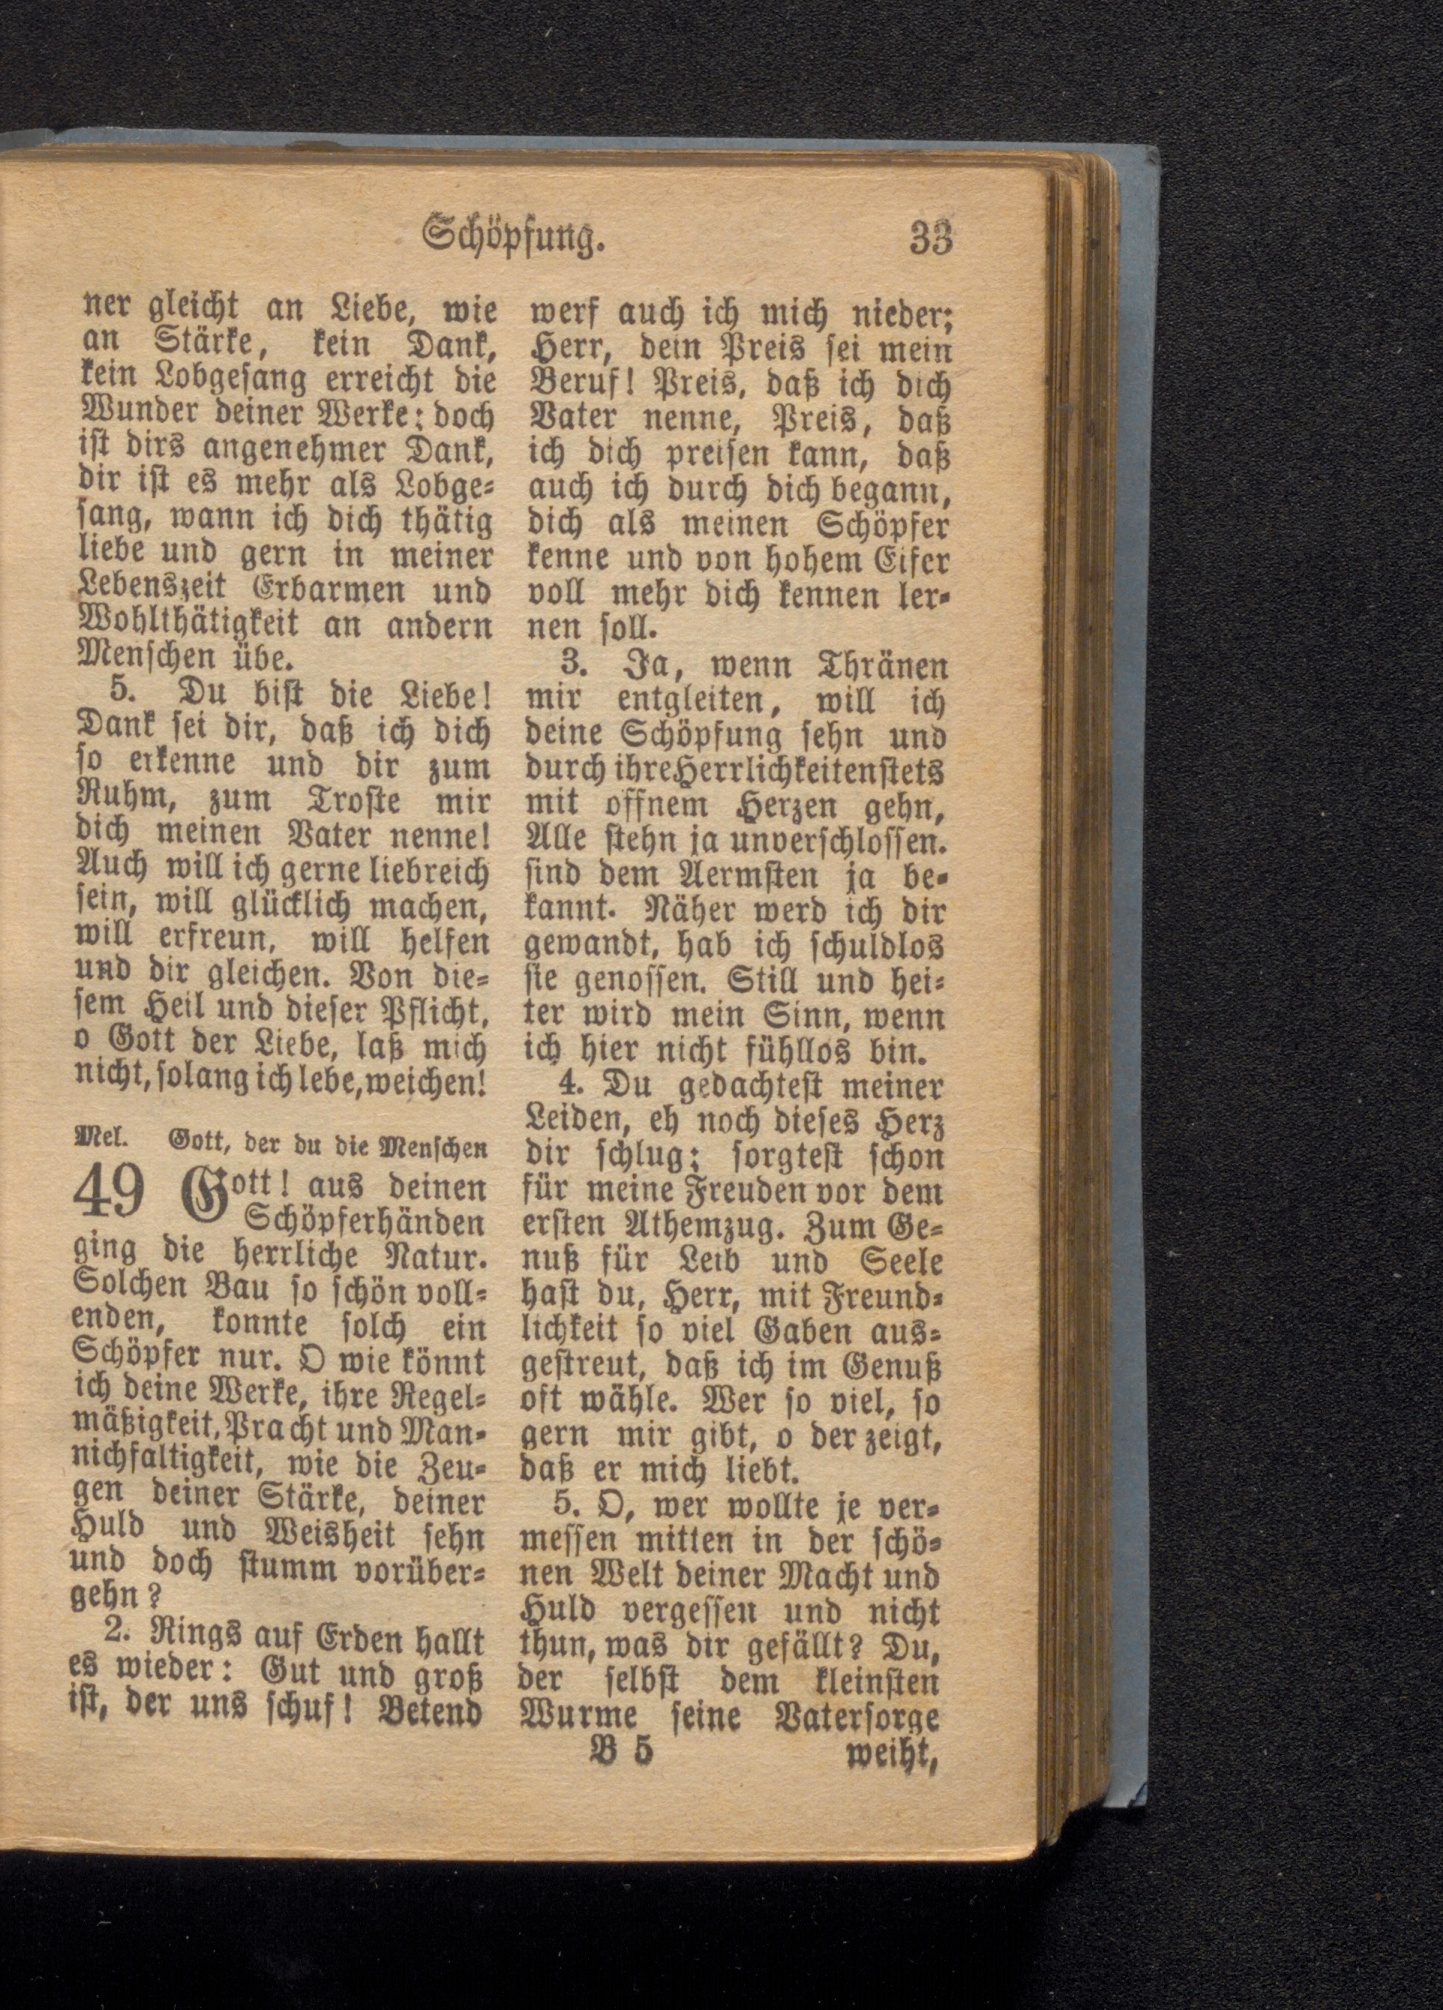 Schöpfung. 33
ner gleicht an Liebe, wie
an Stärke, kein Dank,
kein Lobgesang erreicht die
Wunder deiner Werke; doch
ist dirs angenehmer Dank,
dir ist es mehr als Lobge-
sang, wann ich dich thätig
liebe und gern in meiner
Lebenszeit Erbarmen und
Wohlthätigkeit an andern
Menschen übe.
5. Du bist die Liebe!
Dank sei dir, daß ich dich
so erkenne und dir zum
Ruhm, zum Troste mir
dich meinen Vater nenne!
Auch will ich gerne liebreich
sein, will glücklich machen,
will erfreun, will helfen
und dir gleichen. Von die-
sem Heil und dieser Pflicht,
o Gott der Liebe, laß mich
nicht, solang ich lebe, weichen!
Mel. Gott, der du die Menschen
49 Gott! aus deinen
Schöpferhänden
ging die herrliche Natur.
Solchen Bau so schön voll-
enden, konnte solch ein
Schöpfer nur. O wie könnt
ich deine Werke, ihre Regel-
mäßigkeit, Pracht und Man-
nichfaltigkeit, wie die Zeu-
gen deiner Stärke, deiner
Huld und Weisheit sehn
und doch stumm vorüber-
gehn?
2. Rings auf Erden hallt
es wieder: Gut und groß
ist, der uns schuf! Betend
werf auch ich mich nieder;
Herr, dein Preis sei mein
Beruf! Preis, daß ich dich
Vater nenne, Preis, daß
ich dich preisen kann, daß
auch ich durch dich begann,
dich als meinen Schöpfer
kenne und von hohem Eifer
voll mehr dich kennen ler-
nen soll.
3. Ja, wenn Thränen
mir entgleiten, will ich
deine Schöpfung sehn und
durch ihre Herrlichkeiten stets
mit offnem Herzen gehn,
Alle stehn ja unverschlossen.
sind dem Aermsten ja be-
kannt. Näher werd ich dir
gewandt, hab ich schuldlos
sie genossen. Still und hei-
ter wird mein Sinn, wenn
ich hier nicht fühllos bin.
4. Du gedachtest meiner
Leiden, eh noch dieses Herz
dir schlug; sorgtest schon
für meine Freuden vor dem
ersten Athemzug. Zum Ge-
nuß für Leib und Seele
hast du, Herr, mit Freund-
lichkeit so viel Gaben aus-
gestreut, daß ich im Genuß
oft wähle. Wer so viel, so
gern mir gibt, o der zeigt,
daß er mich liebt.
5. O, wer wollte je ver-
messen mitten in der schö-
nen Welt deiner Macht und
Huld vergessen und nicht
thun, was dir gefällt? Du,
der selbst dem kleinsten
Wurme seine Vatersorge
B 5 weiht,